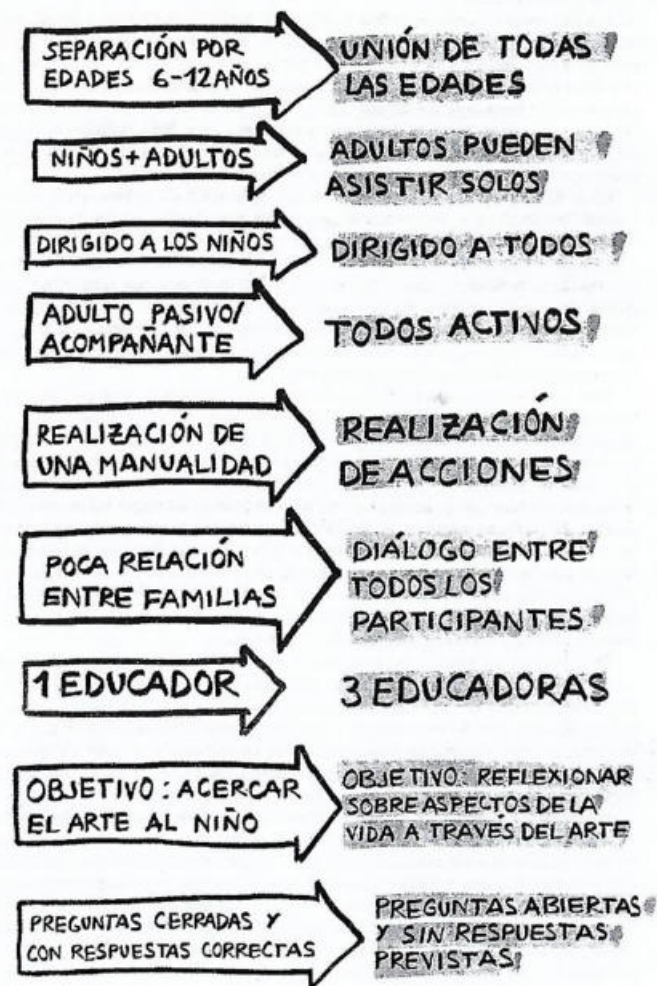 SEPARACIÓN POR
EDADES 6-12 AÑOS
UNIÓN DE TODAS
LAS EDADES
NIÑOS + ADULTOS
ADULTOS PUEDEN
ASISTIR SOLOS
DIRIGIDO A LOS NIÑOS
DIRIGIDO A TODOS
ADULTO PASIVO/
ACOMPAÑANTE
TODOS ACTIVOS
REALIZACIÓN DE
UNA MANUALIDAD
REALIZACIÓN
DE ACCIONES
POCA RELACIÓN
ENTRE FAMILIAS
DIÁLOGO ENTRE
TODOS LOS
PARTICIPANTES
1 EDUCADOR
3 EDUCADORAS
OBJETIVO: ACERCAR
EL ARTE AL NIÑO
OBJETIVO: REFLEXIONAR
SOBRE ASPECTOS DE LA
VIDA A TRAVÉS DEL ARTE
PREGUNTAS CERRADAS Y
CON RESPUESTAS CORRECTAS
PREGUNTAS ABIERTAS
Y SIN RESPUESTAS
PREVISTAS